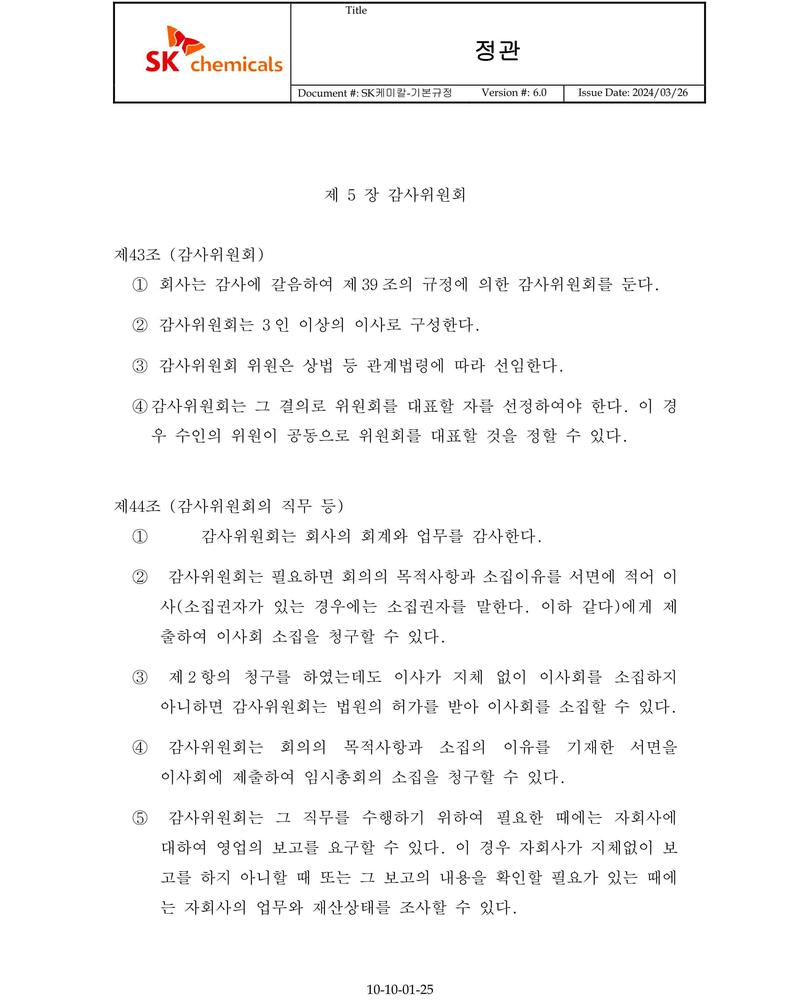 SK chemicals
Title
정관
Document #: SK케미칼-기본규정
Version #: 6.0
Issue Date: 2024/03/26
제 5 장 감사위원회
제43조 (감사위원회)
① 회사는 감사에 갈음하여 제39조의 규정에 의한 감사위원회를 둔다.
② 감사위원회는 3인 이상의 이사로 구성한다.
③ 감사위원회 위원은 상법 등 관계법령에 따라 선임한다.
④ 감사위원회는 그 결의로 위원회를 대표할 자를 선정하여야 한다. 이 경
우 수인의 위원이 공동으로 위원회를 대표할 것을 정할 수 있다.
제44조 (감사위원회의 직무 등)
① 감사위원회는 회사의 회계와 업무를 감사한다.
② 감사위원회는 필요하면 회의의 목적사항과 소집이유를 서면에 적어 이
사(소집권자가 있는 경우에는 소집권자를 말한다. 이하 같다)에게 제
출하여 이사회 소집을 청구할 수 있다.
③ 제2항의 청구를 하였는데도 이사가 지체 없이 이사회를 소집하지
아니하면 감사위원회는 법원의 허가를 받아 이사회를 소집할 수 있다.
④ 감사위원회는 회의의 목적사항과 소집의 이유를 기재한 서면을
이사회에 제출하여 임시총회의 소집을 청구할 수 있다.
⑤ 감사위원회는 그 직무를 수행하기 위하여 필요한 때에는 자회사에
대하여 영업의 보고를 요구할 수 있다. 이 경우 자회사가 지체없이 보
고를 하지 아니할 때 또는 그 보고의 내용을 확인할 필요가 있는 때에
는 자회사의 업무와 재산상태를 조사할 수 있다.
10-10-01-25